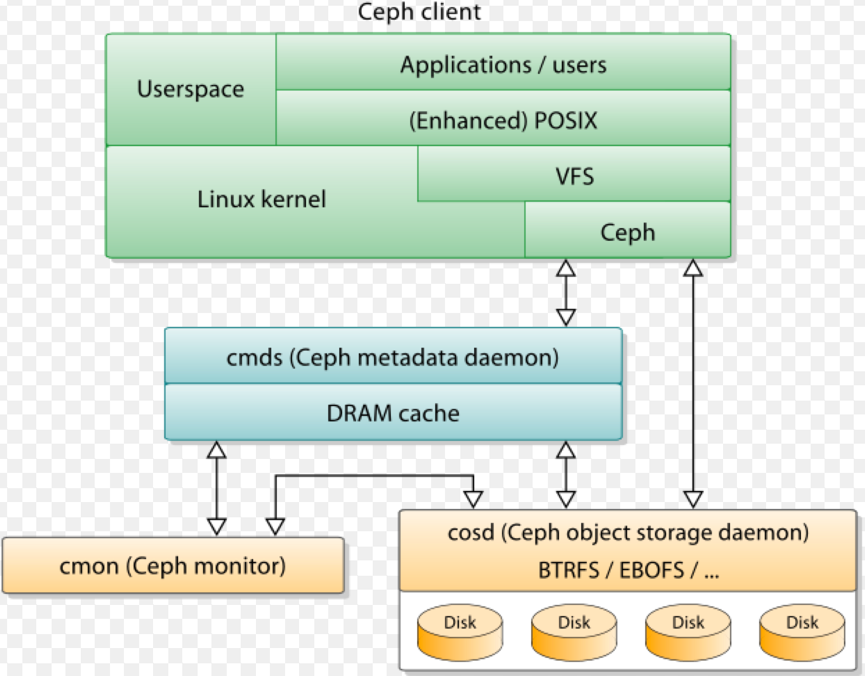 Ceph client
Userspace
Applications / users
(Enhanced) POSIX
Linux kernel
VFS
Ceph
cmds (Ceph metadata daemon)
DRAM cache
cmon (Ceph monitor)
cosd (Ceph object storage daemon)
BTRFS / EBOFS / ...
Disk
Disk
Disk
Disk